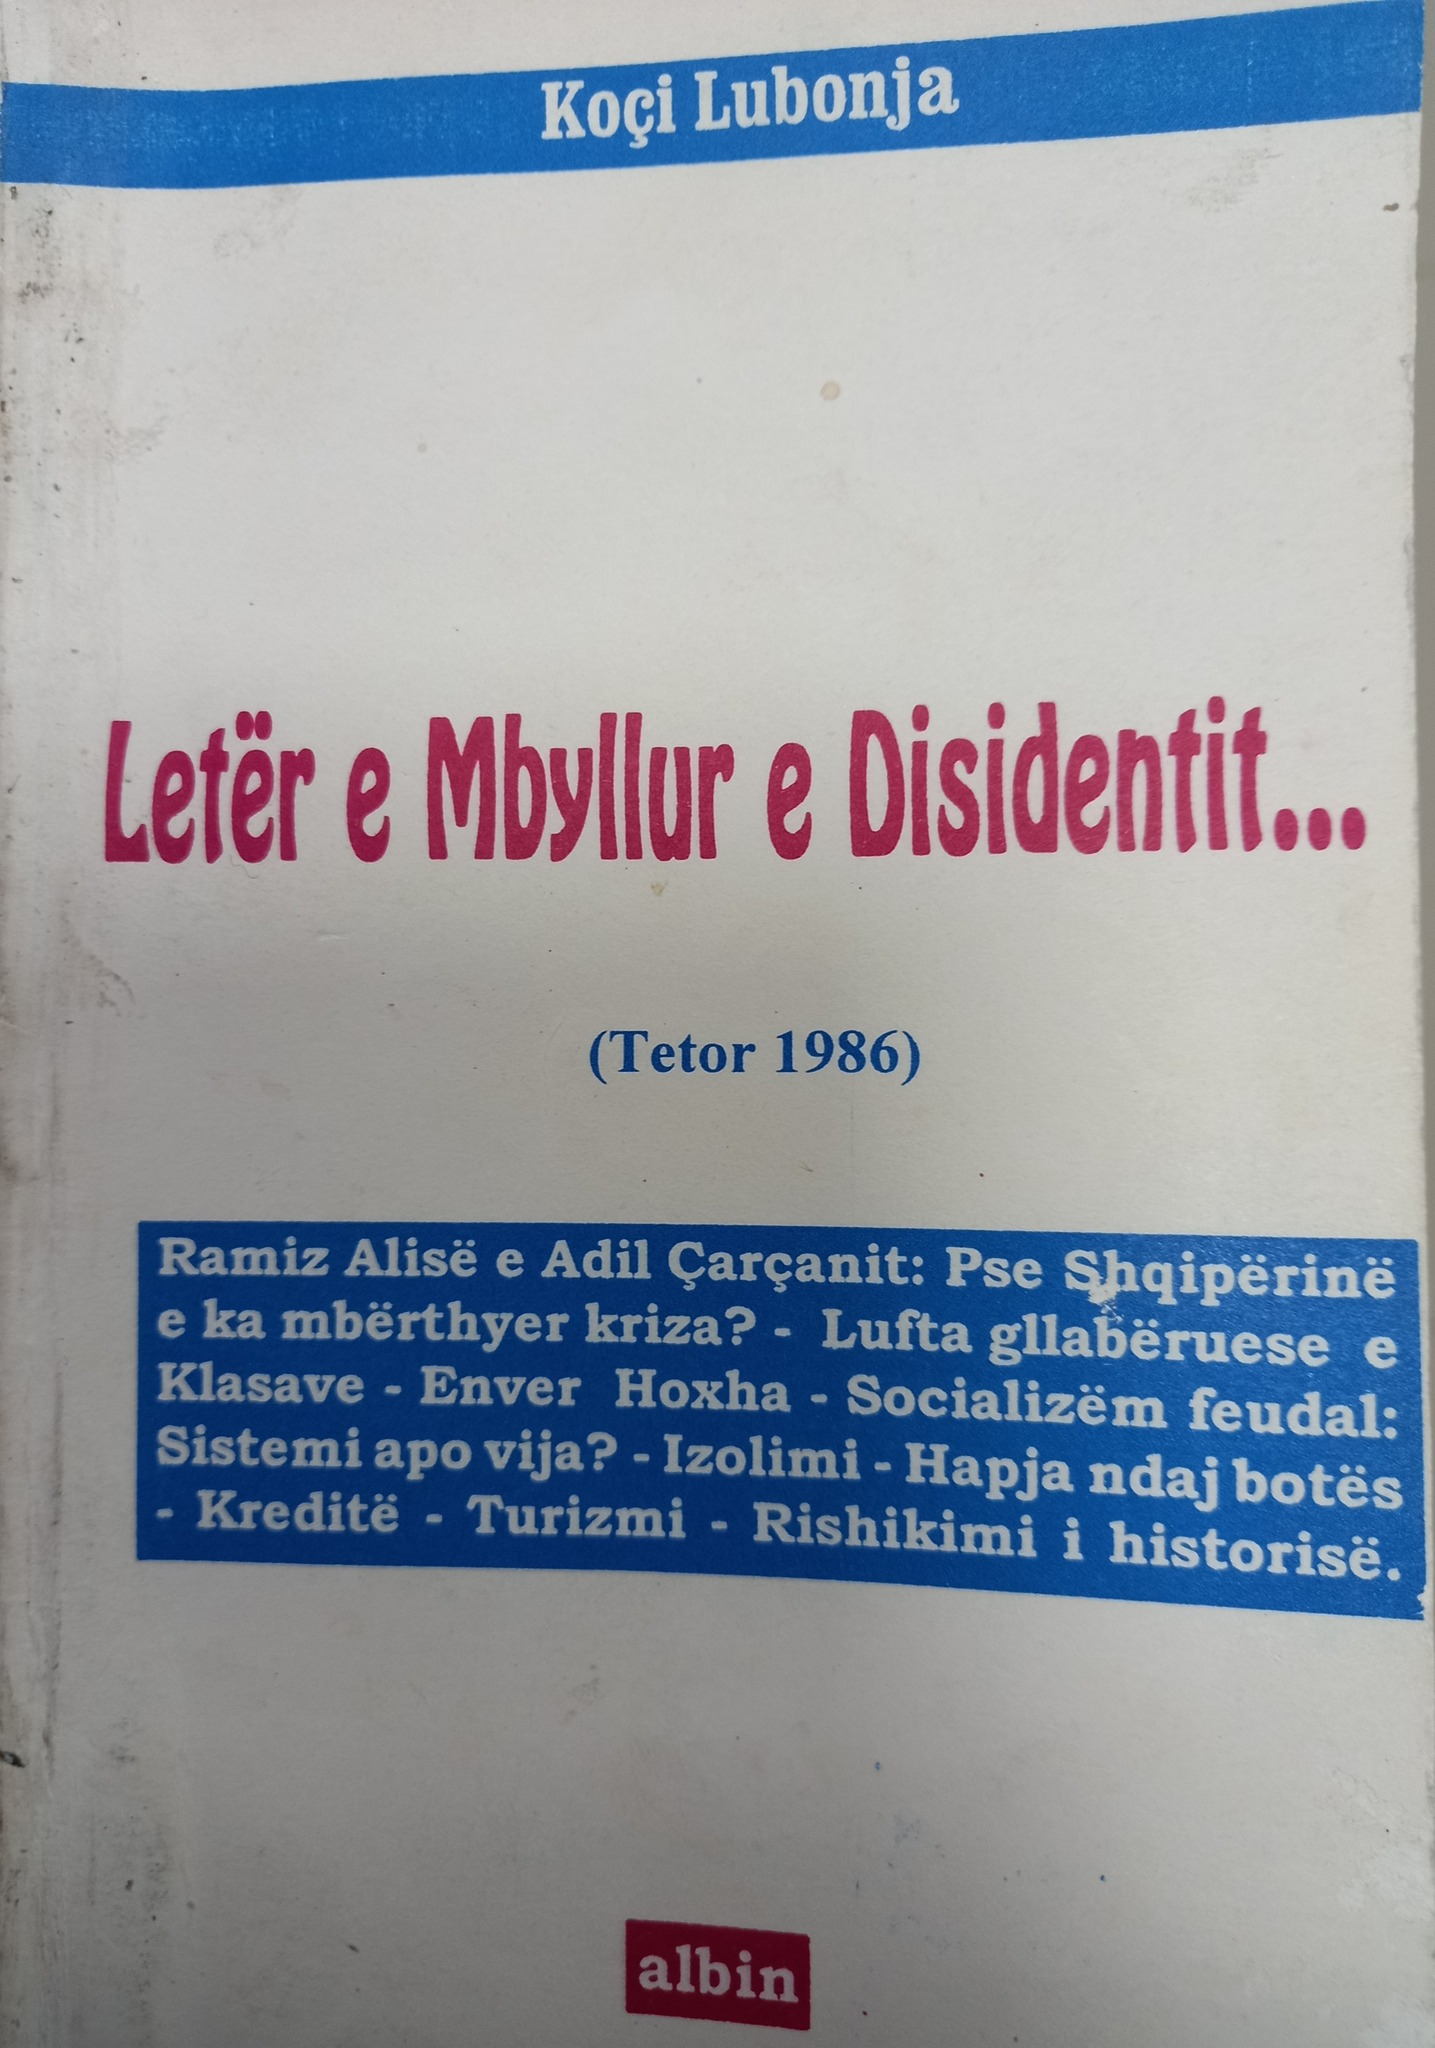 Koçi Lubonja
Letër e Mbyllur e Disidentit...
(Tetor 1986)
Ramiz Alisë e Adil Çarçanit: Pse Shqipërinë
e ka mbërthyer kriza? - Lufta gllabëruese e
Klasave - Enver Hoxha - Socializëm feudal:
Sistemi apo vija? - Izolimi - Hapja ndaj botës
- Kreditë - Turizmi - Rishikimi i historisë.
albin